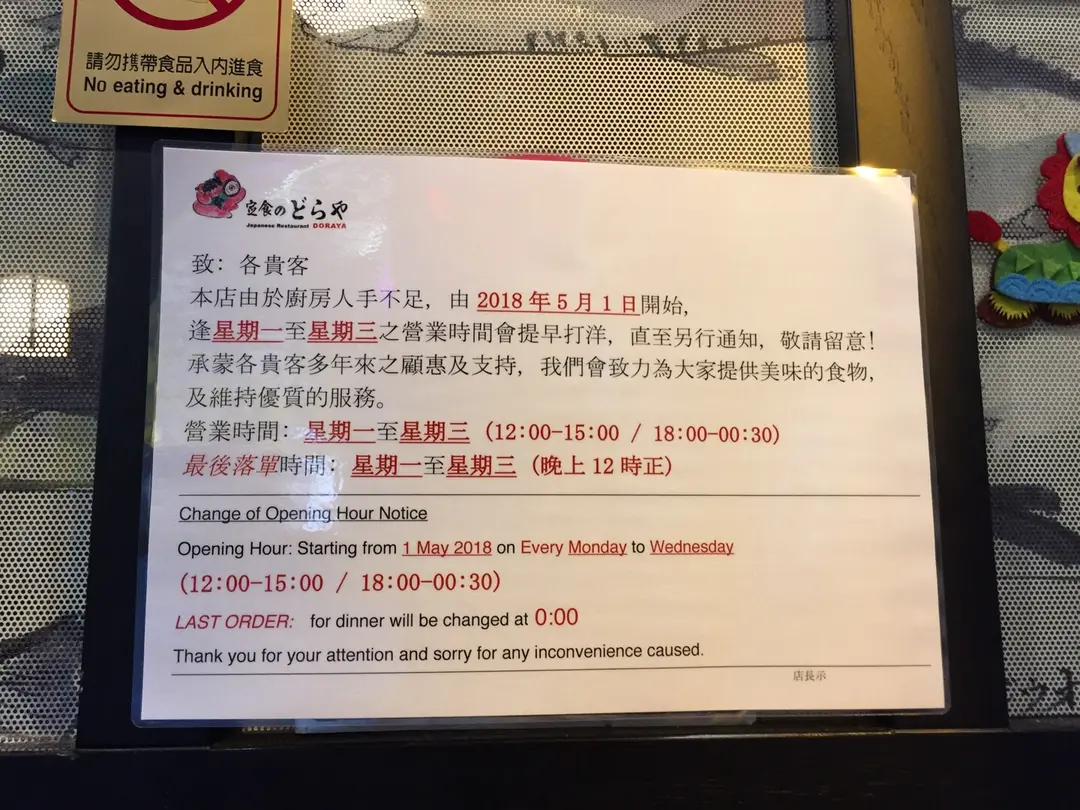 請勿携帶食品入内進食
No eating & drinking
定食のどらや
Japanese Restaurant DORAYA
致：各貴客
本店由於廚房人手不足，由 2018 年 5 月 1 日開始，
逢星期一至星期三之營業時間會提早打洋，直至另行通知，敬請留意！
承蒙各貴客多年來之顧惠及支持，我們會致力為大家提供美味的食物，
及維持優質的服務。
營業時間：星期一至星期三 (12:00-15:00 / 18:00-00:30)
最後落單時間：星期一至星期三 (晚上 12 時正)
Change of Opening Hour Notice
Opening Hour: Starting from 1 May 2018 on Every Monday to Wednesday
(12:00-15:00 / 18:00-00:30)
LAST ORDER: for dinner will be changed at 0:00
Thank you for your attention and sorry for any inconvenience caused.
店長示